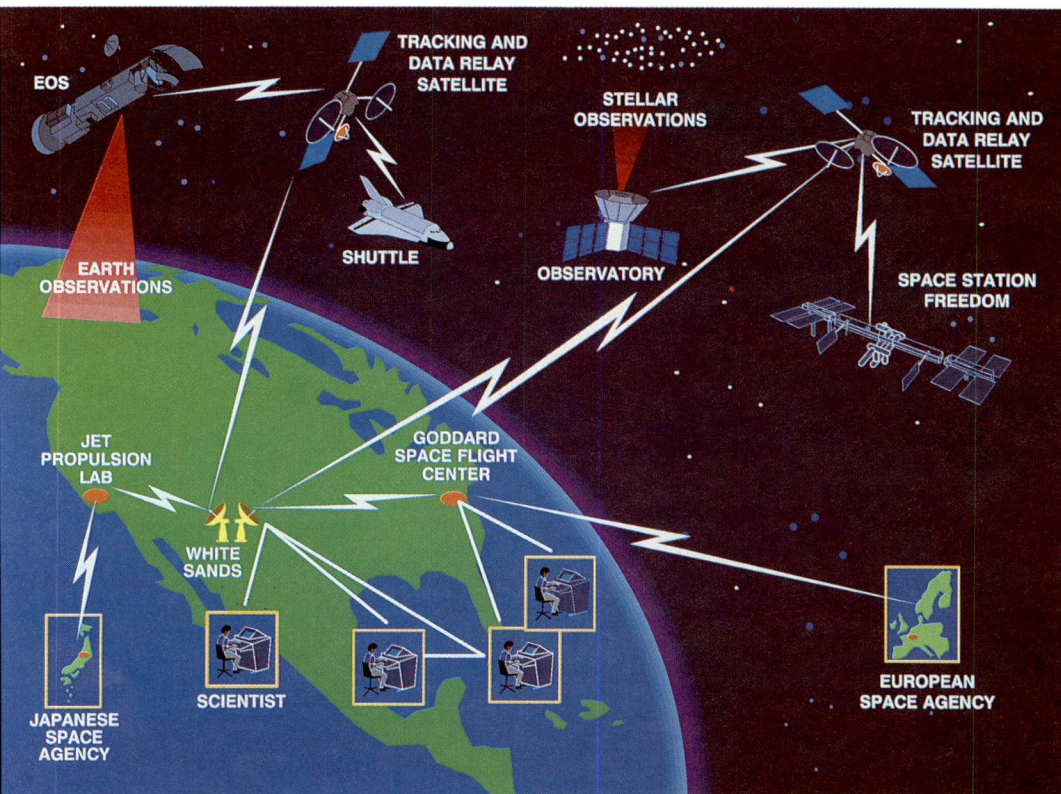 EOS
TRACKING AND
DATA RELAY
SATELLITE
STELLAR
OBSERVATIONS
TRACKING AND
DATA RELAY
SATELLITE
SHUTTLE
OBSERVATORY
EARTH
OBSERVATIONS
SPACE STATION
FREEDOM
JET
PROPULSION
LAB
GODDARD
SPACE FLIGHT
CENTER
WHITE
SANDS
SCIENTIST
JAPANESE
SPACE
AGENCY
EUROPEAN
SPACE AGENCY